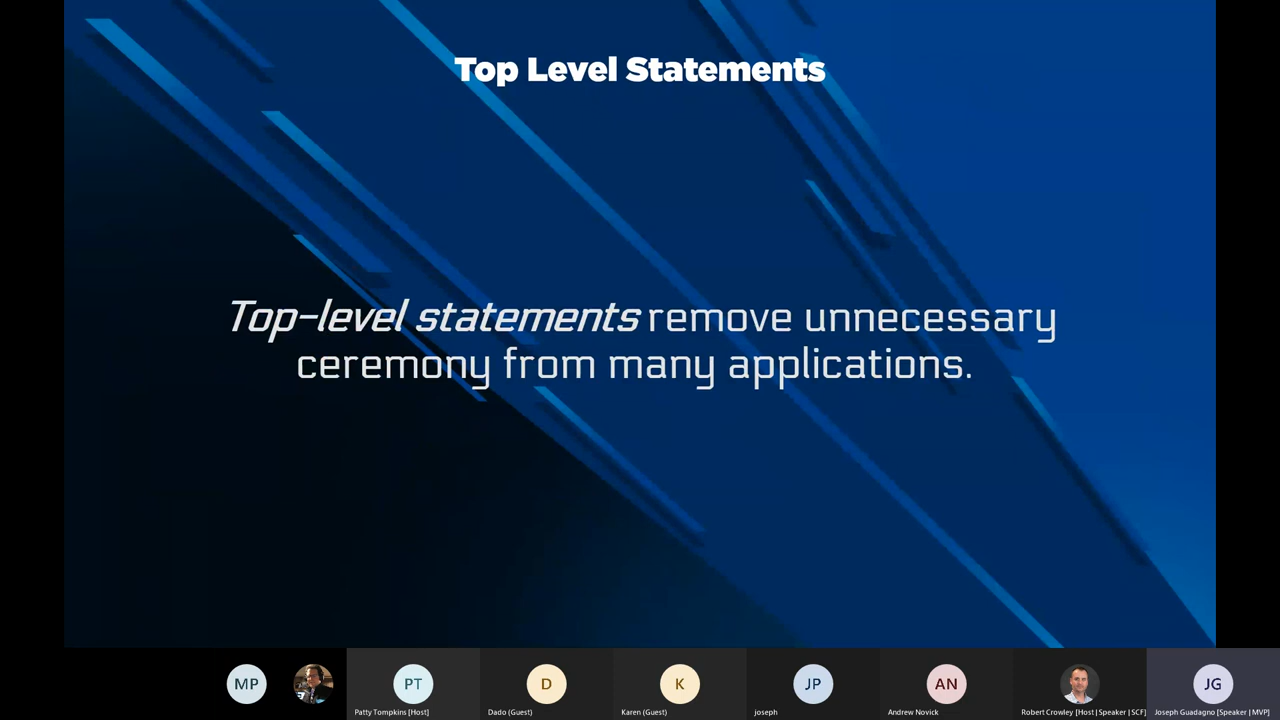 Top Level Statements
Top-level statements remove unnecessary
ceremony from many applications.
MP
PT
D
K
JP
AN
JG
Patty Tompkins [Host]
Dado (Guest)
Karen (Guest)
joseph
Andrew Novick
Robert Crowley [Host | Speaker | SCF]
Joseph Guadagno [Speaker | MVP]